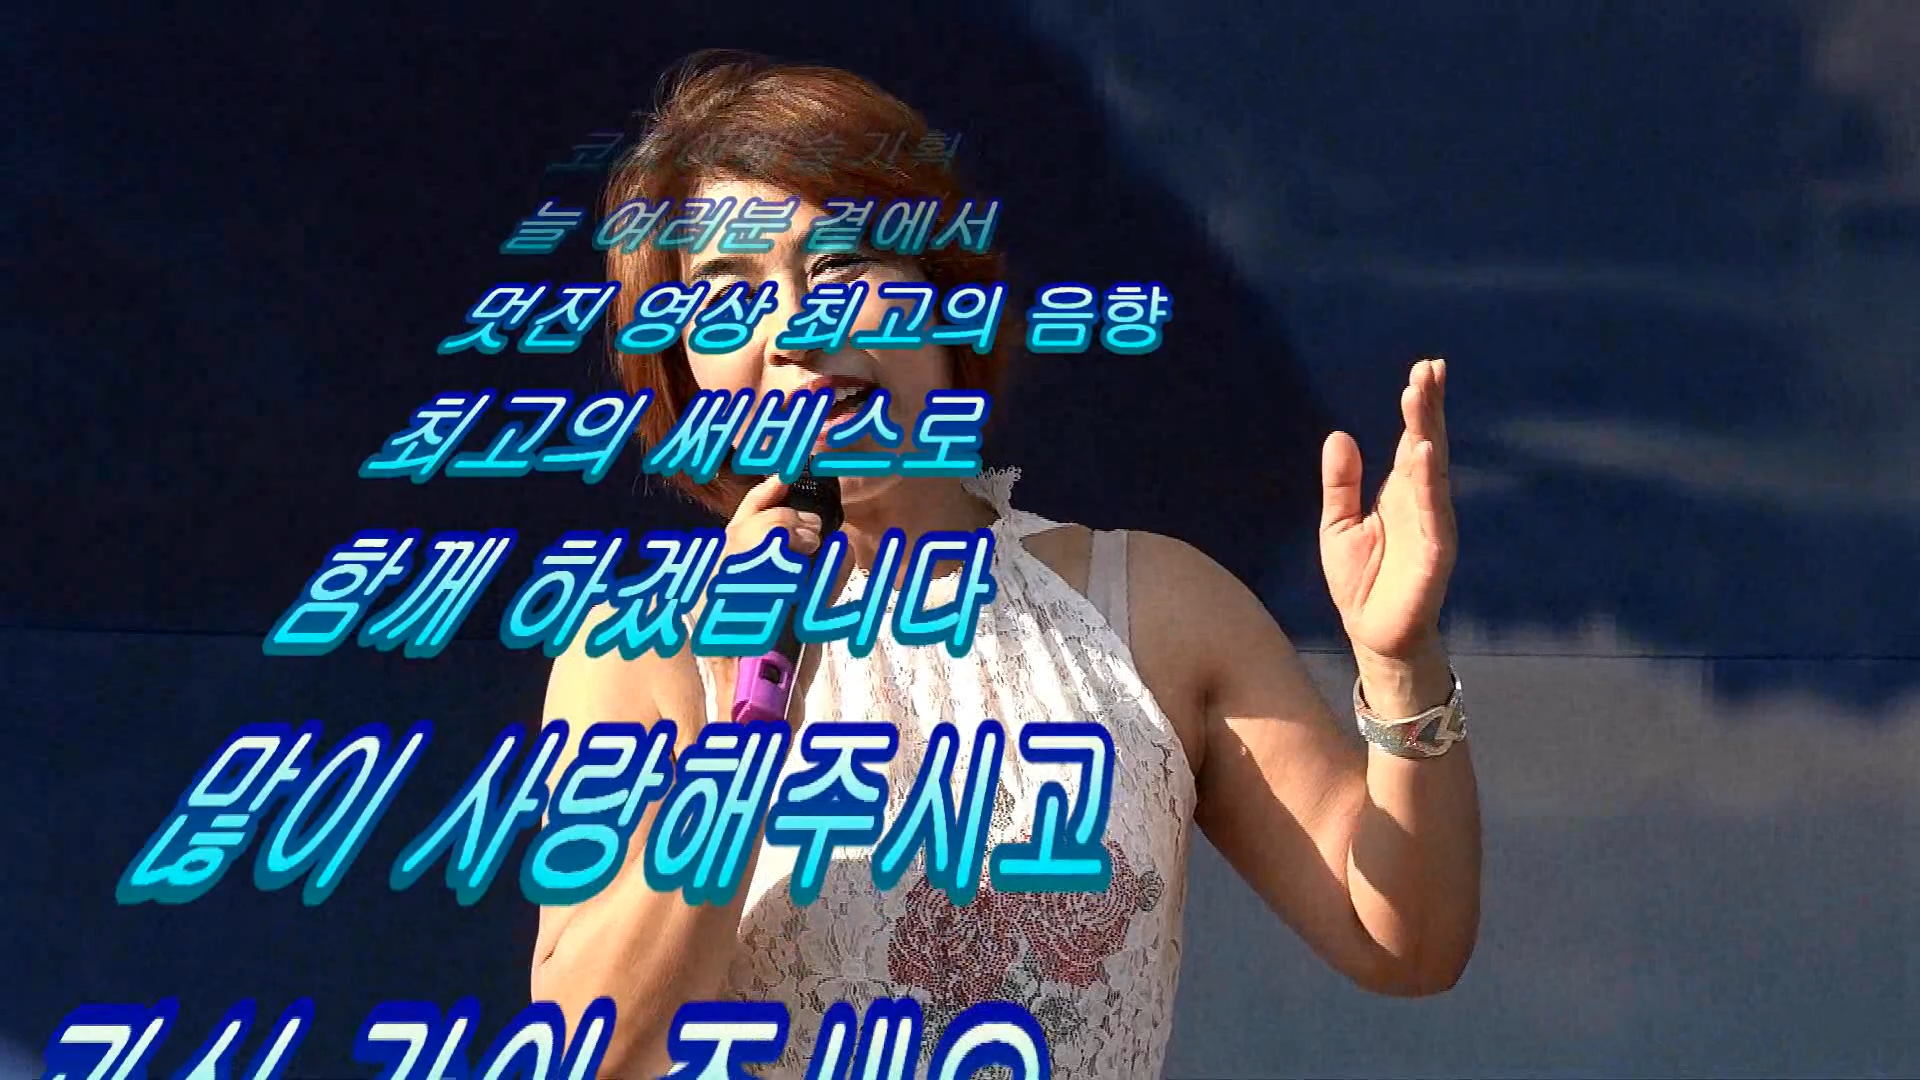 늘 여러분 곁에서
멋진 영상 최고의 음향
최고의 써비스로
함께 하겠습니다
많이 사랑해주시고